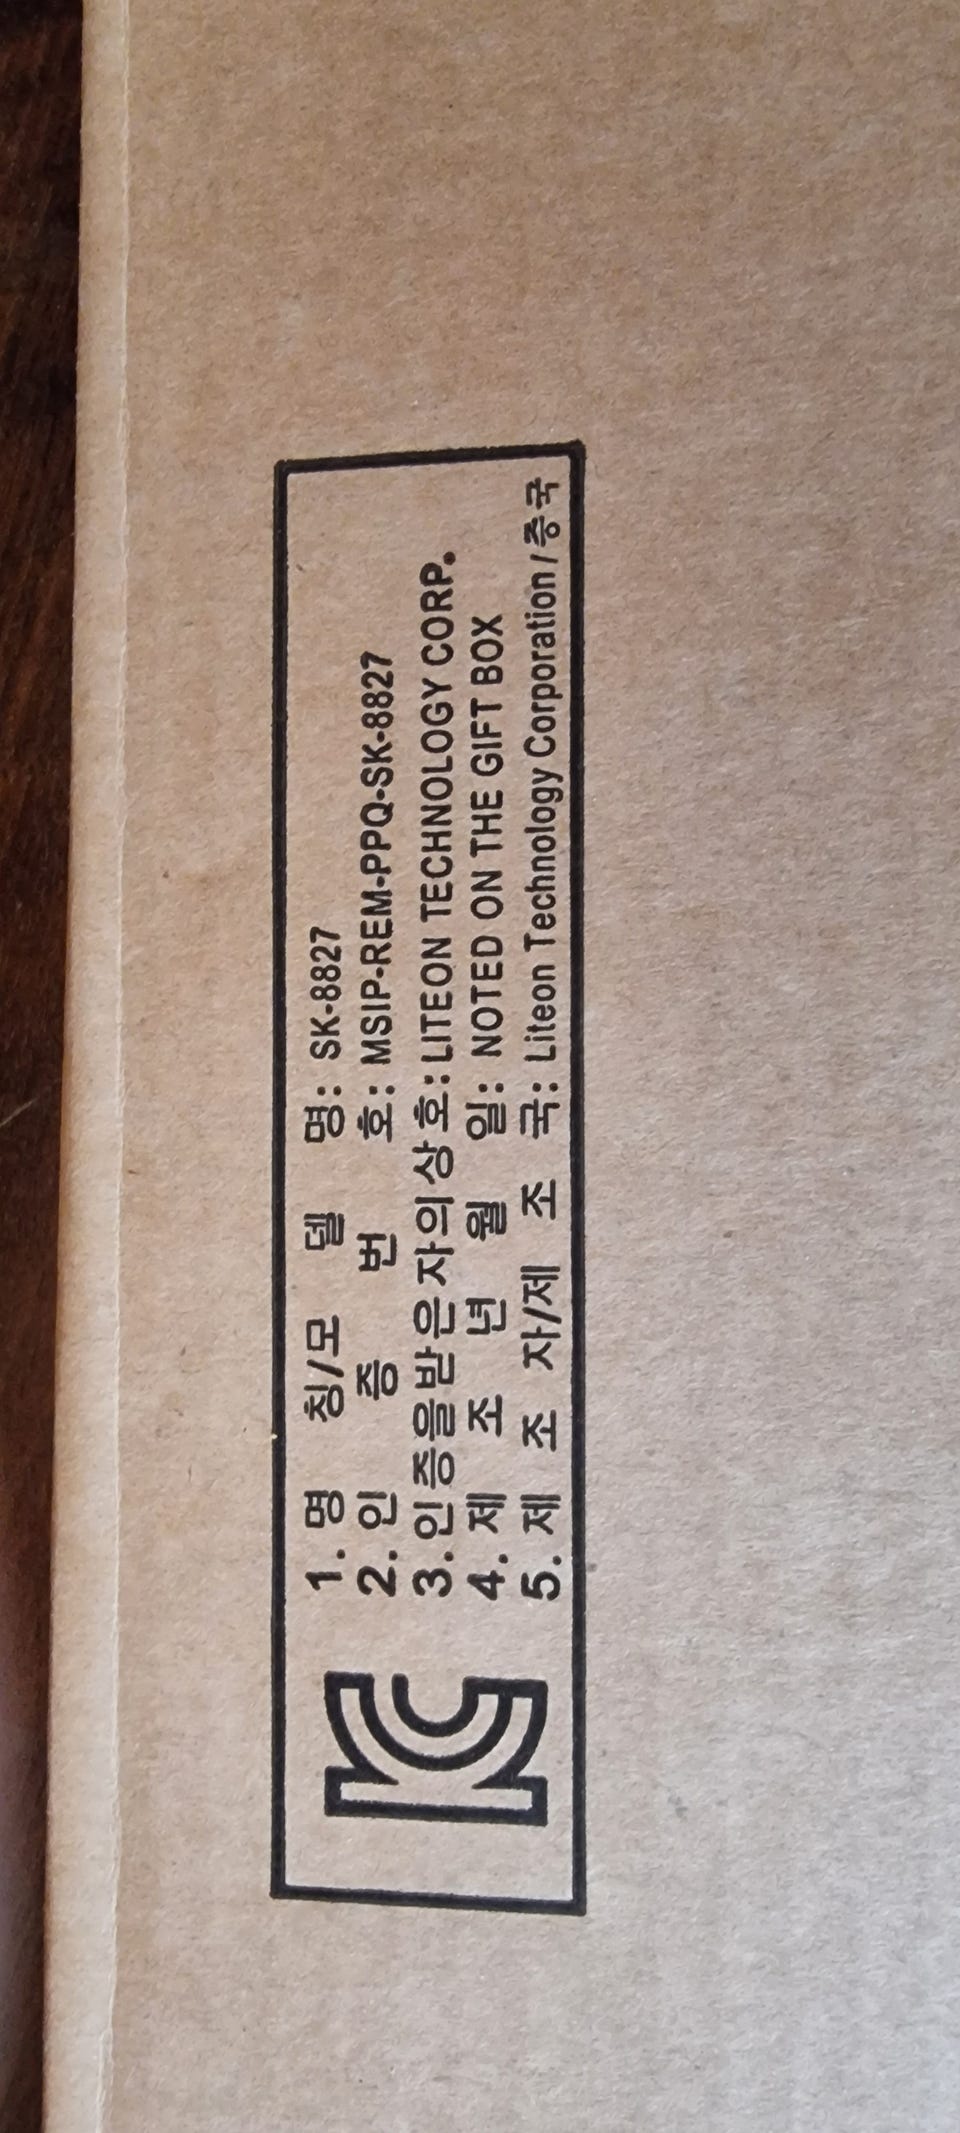 1. 명 칭/모 델 명: SK-8827
2. 인 증 번 호: MSIP-REM-PPQ-SK-8827
3. 인증을받은자의상호: LITEON TECHNOLOGY CORP.
4. 제 조 년 월 일: NOTED ON THE GIFT BOX
5. 제 조 자/제 조 국: Liteon Technology Corporation / 중국